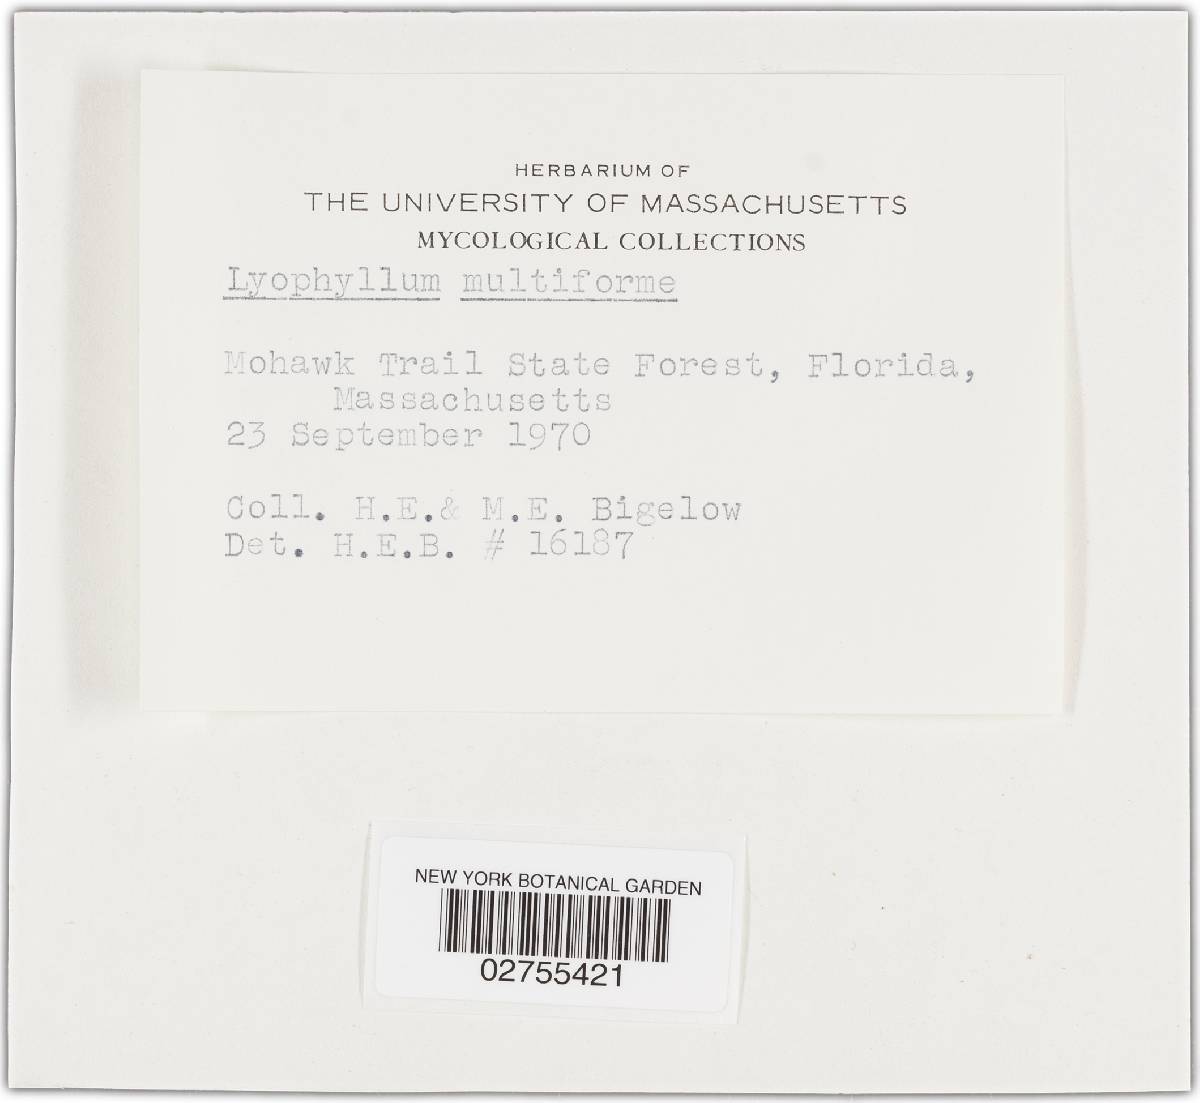 HERBARIUM OF
THE UNIVERSITY OF MASSACHUSETTS
MYCOLOGICAL COLLECTIONS
Lyophyllum multiforme
Mohawk Trail State Forest, Florida,
Massachusetts
23 September 1970
Coll. H.E.& M.E. Bigelow
Det. H.E.B. # 16187
NEW YORK BOTANICAL GARDEN
02755421